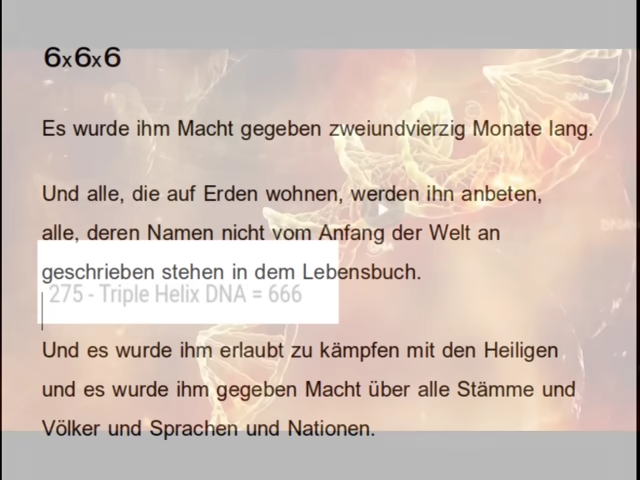 6x6x6
Es wurde ihm Macht gegeben zweiundvierzig Monate lang.
Und alle, die auf Erden wohnen, werden ihn anbeten,
alle, deren Namen nicht vom Anfang der Welt an
geschrieben stehen in dem Lebensbuch.
275 - Triple Helix DNA = 666
Und es wurde ihm erlaubt zu kämpfen mit den Heiligen
und es wurde ihm gegeben Macht über alle Stämme und
Völker und Sprachen und Nationen.